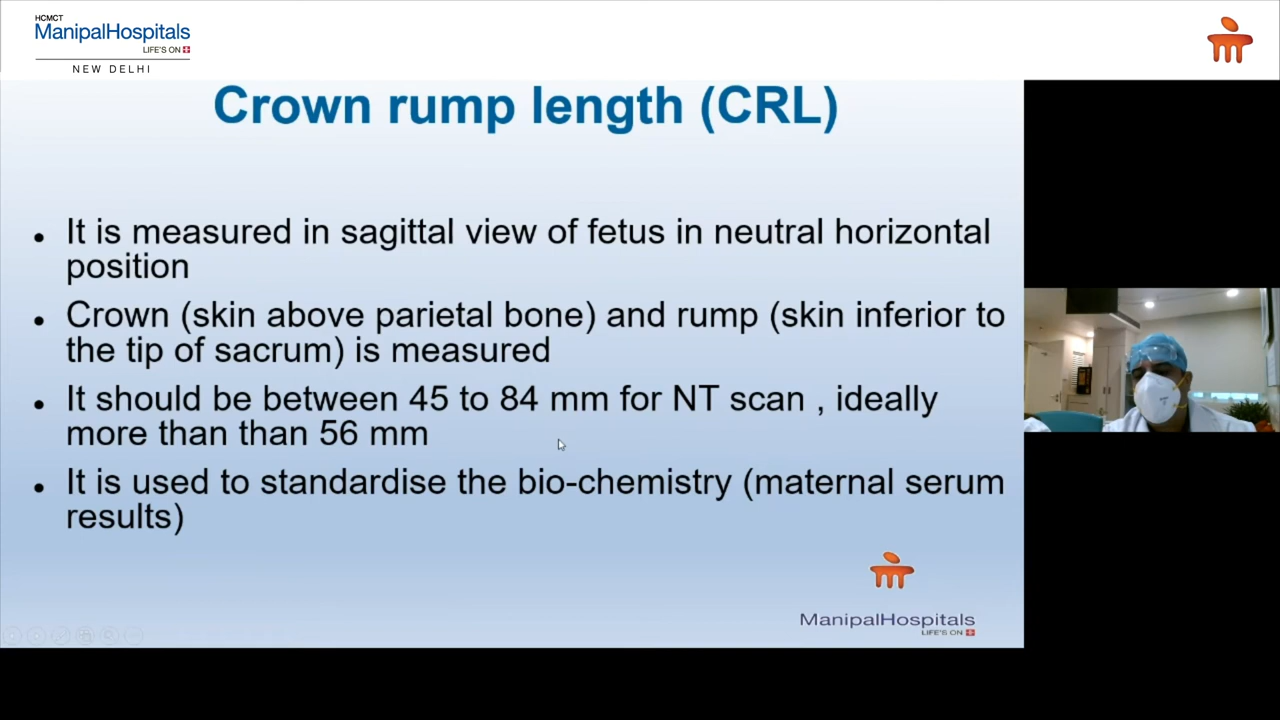 HCMCT
ManipalHospitals
LIFE'S ON
NEW DELHI
Crown rump length (CRL)
• It is measured in sagittal view of fetus in neutral horizontal
position
• Crown (skin above parietal bone) and rump (skin inferior to
the tip of sacrum) is measured
• It should be between 45 to 84 mm for NT scan , ideally
more than than 56 mm
• It is used to standardise the bio-chemistry (maternal serum
results)
ManipalHospitals
LIFE'S ON